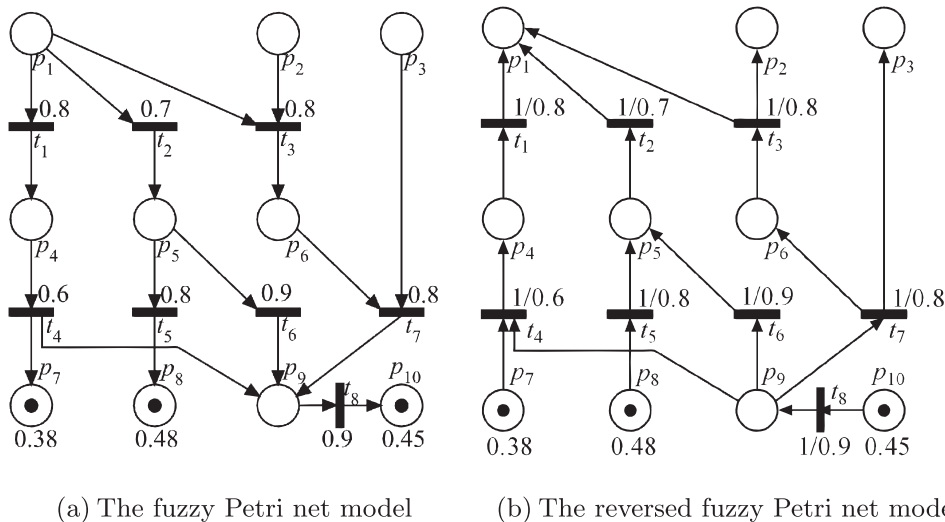 p1 p2 p3
0.8 0.7 0.8
t1 t2 t3
p4 p5 p6
0.6 0.8 0.9 0.8
t4 t5 t6 t7
p7 p8 p9 t8 p10
0.38 0.48 0.9 0.45
(a) The fuzzy Petri net model
p1 p2 p3
1/0.8 1/0.7 1/0.8
t1 t2 t3
p4 p5 p6
1/0.6 1/0.8 1/0.9 1/0.8
t4 t5 t6 t7
p7 p8 p9 t8 p10
0.38 0.48 1/0.9 0.45
(b) The reversed fuzzy Petri net mode